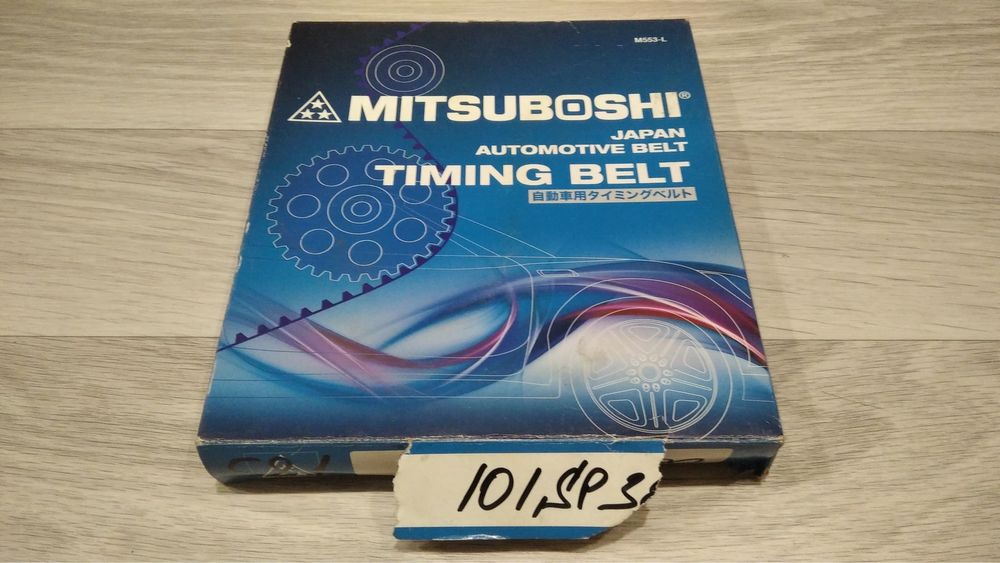 M553-L
MITSUBOSHI®
JAPAN
AUTOMOTIVE BELT
TIMING BELT
自動車用タイミングベルト